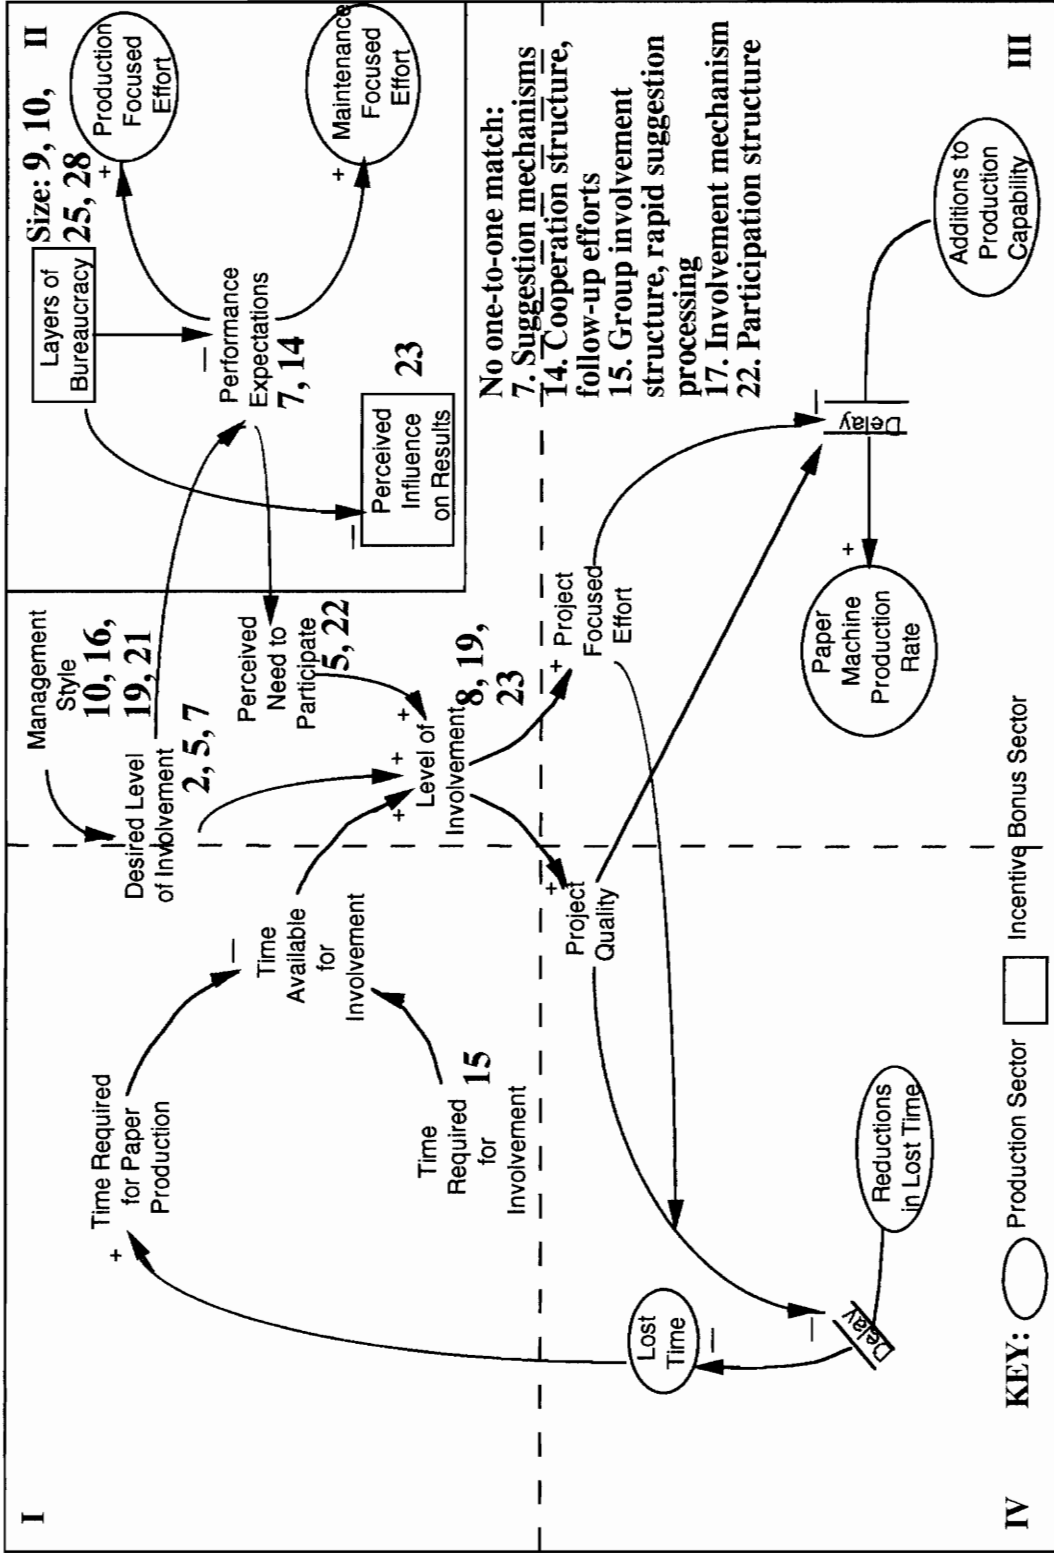 I
II
Size: 9, 10,
25, 28
Layers of
Bureaucracy
Production
Focused
Effort
+
Maintenance
Focused
Effort
+
—
Performance
Expectations
7, 14
Perceived
Influence
on Results
—
23
Management
Style
10, 16,
19, 21
Desired Level
of Involvement
2, 5, 7
Perceived
Need to
Participate
5, 22
+
+
+
Level of
Involvement
8, 19,
23
Time Required
for Paper
Production
+
—
Time
Available
for
Involvement
Time
Required
for
Involvement
15
No one-to-one match:
7. Suggestion mechanisms
14. Cooperation structure,
follow-up efforts
15. Group involvement
structure, rapid suggestion
processing
17. Involvement mechanism
22. Participation structure
+
Project
Quality
+
Project
Focused
Effort
Lost
Time
—
—
Delay
Reductions
in Lost Time
—
Delay
+
Paper
Machine
Production
Rate
Additions to
Production
Capability
III
IV
KEY:
Production Sector
Incentive Bonus Sector